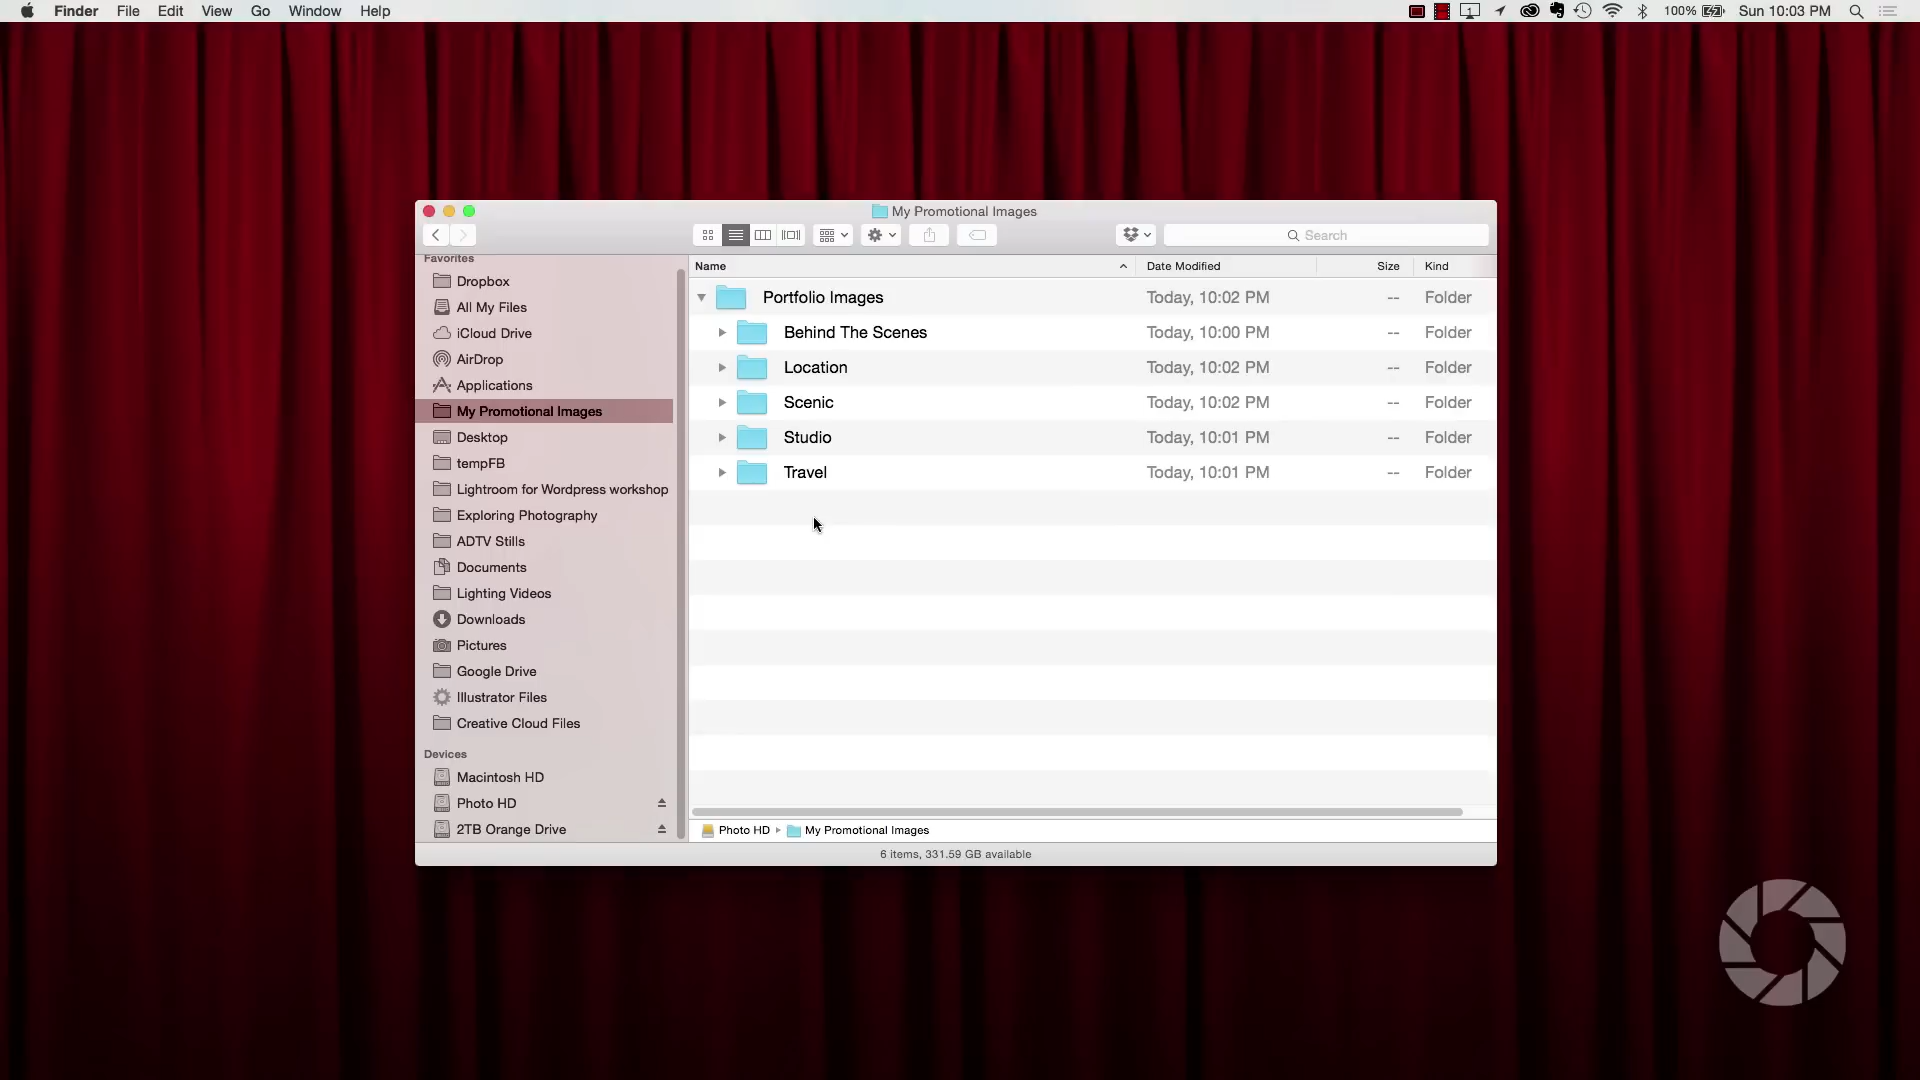 Finder File Edit View Go Window Help 1 100% Sun 10:03 PM
My Promotional Images
Search
Favorites
Dropbox
All My Files
iCloud Drive
AirDrop
Applications
My Promotional Images
Desktop
tempFB
Lightroom for Wordpress workshop
Exploring Photography
ADTV Stills
Documents
Lighting Videos
Downloads
Pictures
Google Drive
Illustrator Files
Creative Cloud Files
Devices
Macintosh HD
Photo HD
2TB Orange Drive
Name Date Modified Size Kind
Portfolio Images Today, 10:02 PM -- Folder
Behind The Scenes Today, 10:00 PM -- Folder
Location Today, 10:02 PM -- Folder
Scenic Today, 10:02 PM -- Folder
Studio Today, 10:01 PM -- Folder
Travel Today, 10:01 PM -- Folder
Photo HD My Promotional Images
6 items, 331.59 GB available